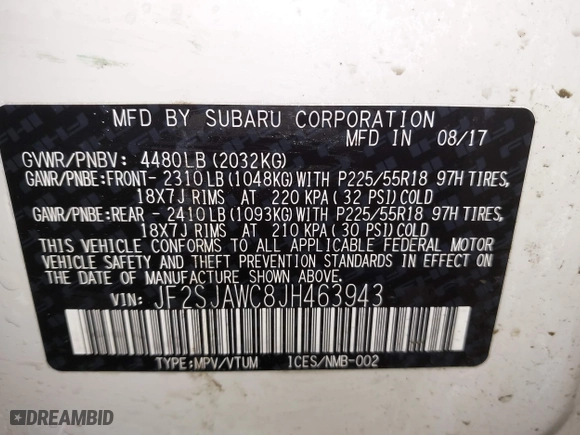 MFD BY SUBARU CORPORATION
MFD IN 08/17
GVWR/PNBV: 4480LB(2032KG)
GAWR/PNBE:FRONT-2310LB(1048KG)WITH P225/55R18 97H TIRES,
18X7J RIMS AT 220 KPA(32 PSI)COLD
GAWR/PNBE:REAR -2410LB(1093KG)WITH P225/55R18 97H TIRES,
18X7J RIMS AT 210 KPA(30 PSI)COLD
THIS VEHICLE CONFORMS TO ALL APPLICABLE FEDERAL MOTOR
VEHICLE SAFETY AND THEFT PREVENTION STANDARDS IN EFFECT ON
THE DATE OF MANUFACTURE SHOWN ABOVE.
VIN: JF2SJAWC8JH463943
TYPE:MPV/VTUM ICES/NMB-002
DREAMBID